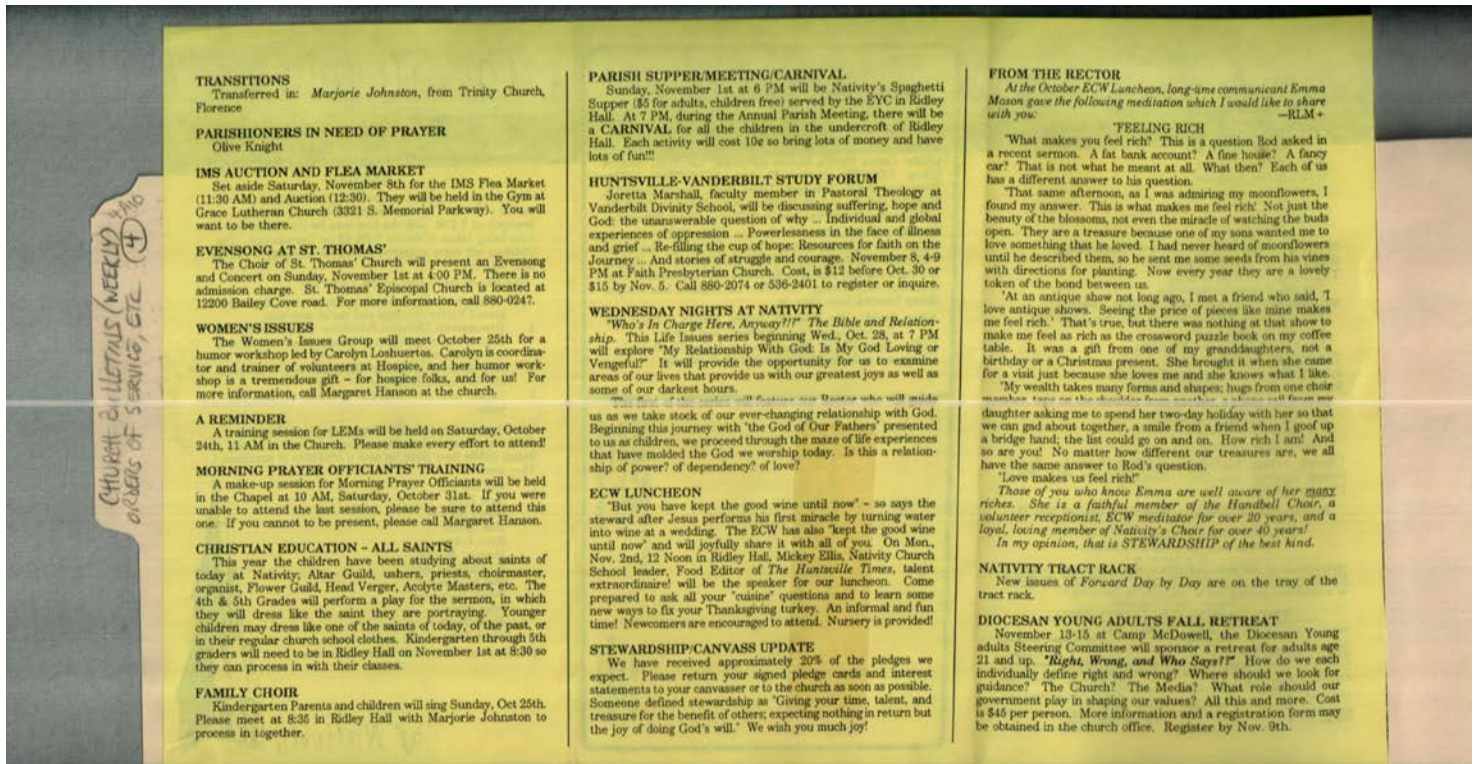 CHURCH BULLETINS (WEEKLY)
ORDERS OF SERVICE, ETC
4
TRANSITIONS
Transferred in: Marjorie Johnston, from Trinity Church,
Florence
PARISHIONERS IN NEED OF PRAYER
Olive Knight
IMS AUCTION AND FLEA MARKET
Set aside Saturday, November 8th for the IMS Flea Market
(11:30 AM) and Auction (12:30). They will be held in the Gym at
Grace Lutheran Church (3321 S. Memorial Parkway). You will
want to be there.
EVENSONG AT ST. THOMAS'
The Choir of St. Thomas' Church will present an Evensong
and Concert on Sunday, November 1st at 4:00 PM. There is no
admission charge. St. Thomas' Episcopal Church is located at
12200 Bailey Cove road. For more information, call 880-0247.
WOMEN'S ISSUES
The Women's Issues Group will meet October 25th for a
humor workshop led by Carolyn Loshuertos. Carolyn is coordina-
tor and trainer of volunteers at Hospice, and her humor work-
shop is a tremendous gift – for hospice folks, and for us! For
more information, call Margaret Hanson at the church.
A REMINDER
A training session for LEMs will be held on Saturday, October
24th, 11 AM in the Church. Please make every effort to attend!
MORNING PRAYER OFFICIANTS' TRAINING
A make-up session for Morning Prayer Officiants will be held
in the Chapel at 10 AM, Saturday, October 31st. If you were
unable to attend the last session, please be sure to attend this
one. If you cannot to be present, please call Margaret Hanson.
CHRISTIAN EDUCATION – ALL SAINTS
This year the children have been studying about saints of
today at Nativity; Altar Guild, ushers, priests, choirmaster,
organist, Flower Guild, Head Verger, Acolyte Masters, etc. The
4th & 5th Grades will perform a play for the sermon, in which
they will dress like the saint they are portraying. Younger
children may dress like one of the saints of today, of the past, or
in their regular church school clothes. Kindergarten through 5th
graders will need to be in Ridley Hall on November 1st at 8:30 so
they can process in with their classes.
FAMILY CHOIR
Kindergarten Parents and children will sing Sunday, Oct 25th.
Please meet at 8:35 in Ridley Hall with Marjorie Johnston to
process in together.
PARISH SUPPER/MEETING/CARNIVAL
Sunday, November 1st at 6 PM will be Nativity's Spaghetti
Supper ($5 for adults, children free) served by the EYC in Ridley
Hall. At 7 PM, during the Annual Parish Meeting, there will be
a CARNIVAL for all the children in the undercroft of Ridley
Hall. Each activity will cost 10¢ so bring lots of money and have
lots of fun!!!
HUNTSVILLE-VANDERBILT STUDY FORUM
Joretta Marshall, faculty member in Pastoral Theology at
Vanderbilt Divinity School, will be discussing suffering, hope and
God: the unanswerable question of why ... Individual and global
experiences of oppression ... Powerlessness in the face of illness
and grief ... Re-filling the cup of hope: Resources for faith on the
Journey ... And stories of struggle and courage. November 8, 4-9
PM at Faith Presbyterian Church. Cost, is $12 before Oct. 30 or
$15 by Nov. 5. Call 880-2074 or 536-2401 to register or inquire.
WEDNESDAY NIGHTS AT NATIVITY
"Who's In Charge Here, Anyway?!?" The Bible and Relation-
ship. This Life Issues series beginning Wed., Oct. 28, at 7 PM
will explore "My Relationship With God: Is My God Loving or
Vengeful?" It will provide the opportunity for us to examine
areas of our lives that provide us with our greatest joys as well as
some of our darkest hours.
us as we take stock of our ever-changing relationship with God.
Beginning this journey with "the God of Our Fathers" presented
to us as children, we proceed through the maze of life experiences
that have molded the God we worship today. Is this a relation-
ship of power? of dependency? of love?
ECW LUNCHEON
"But you have kept the good wine until now" – so says the
steward after Jesus performs his first miracle by turning water
into wine at a wedding. The ECW has also "kept the good wine
until now" and will joyfully share it with all of you. On Mon.,
Nov. 2nd, 12 Noon in Ridley Hall, Mickey Ellis, Nativity Church
School leader, Food Editor of The Huntsville Times, talent
extraordinaire! will be the speaker for our luncheon. Come
prepared to ask all your "cuisine" questions and to learn some
new ways to fix your Thanksgiving turkey. An informal and fun
time! Newcomers are encouraged to attend. Nursery is provided!
STEWARDSHIP/CANVASS UPDATE
We have received approximately 20% of the pledges we
expect. Please return your signed pledge cards and interest
statements to your canvasser or to the church as soon as possible.
Someone defined stewardship as "Giving your time, talent, and
treasure for the benefit of others; expecting nothing in return but
the joy of doing God's will." We wish you much joy!
FROM THE RECTOR
At the October ECW Luncheon, long-time communicant Emma
Mason gave the following meditation which I would like to share
with you: —RLM+
"FEELING RICH
"What makes you feel rich? This is a question Rod asked in
a recent sermon. A fat bank account? A fine house? A fancy
car? That is not what he meant at all. What then? Each of us
has a different answer to his question.
"That same afternoon, as I was admiring my moonflowers, I
found my answer. This is what makes me feel rich! Not just the
beauty of the blossoms, not even the miracle of watching the buds
open. They are a treasure because one of my sons wanted me to
love something that he loved. I had never heard of moonflowers
until he described them, so he sent me some seeds from his vines
with directions for planting. Now every year they are a lovely
token of the bond between us.
"At an antique show not long ago, I met a friend who said, 'I
love antique shows. Seeing the price of pieces like mine makes
me feel rich.' That's true, but there was nothing at that show to
make me feel as rich as the crossword puzzle book on my coffee
table. It was a gift from one of my granddaughters, not a
birthday or a Christmas present. She brought it when she came
for a visit just because she loves me and she knows what I like.
"My wealth takes many forms and shapes; hugs from one choir
daughter asking me to spend her two-day holiday with her so that
we can gad about together, a smile from a friend when I goof up
a bridge hand; the list could go on and on. How rich I am! And
so are you! No matter how different our treasures are, we all
have the same answer to Rod's question.
"Love makes us feel rich!"
Those of you who know Emma are well aware of her many
riches. She is a faithful member of the Handbell Choir, a
volunteer receptionist, ECW meditator for over 20 years, and a
loyal, loving member of Nativity's Choir for over 40 years!
In my opinion, that is STEWARDSHIP of the best kind.
NATIVITY TRACT RACK
New issues of Forward Day by Day are on the tray of the
tract rack.
DIOCESAN YOUNG ADULTS FALL RETREAT
November 13-15 at Camp McDowell, the Diocesan Young
adults Steering Committee will sponsor a retreat for adults age
21 and up. "Right, Wrong, and Who Says?!" How do we each
individually define right and wrong? Where should we look for
guidance? The Church? The Media? What role should our
government play in shaping our values? All this and more. Cost
is $45 per person. More information and a registration form may
be obtained in the church office. Register by Nov. 9th.